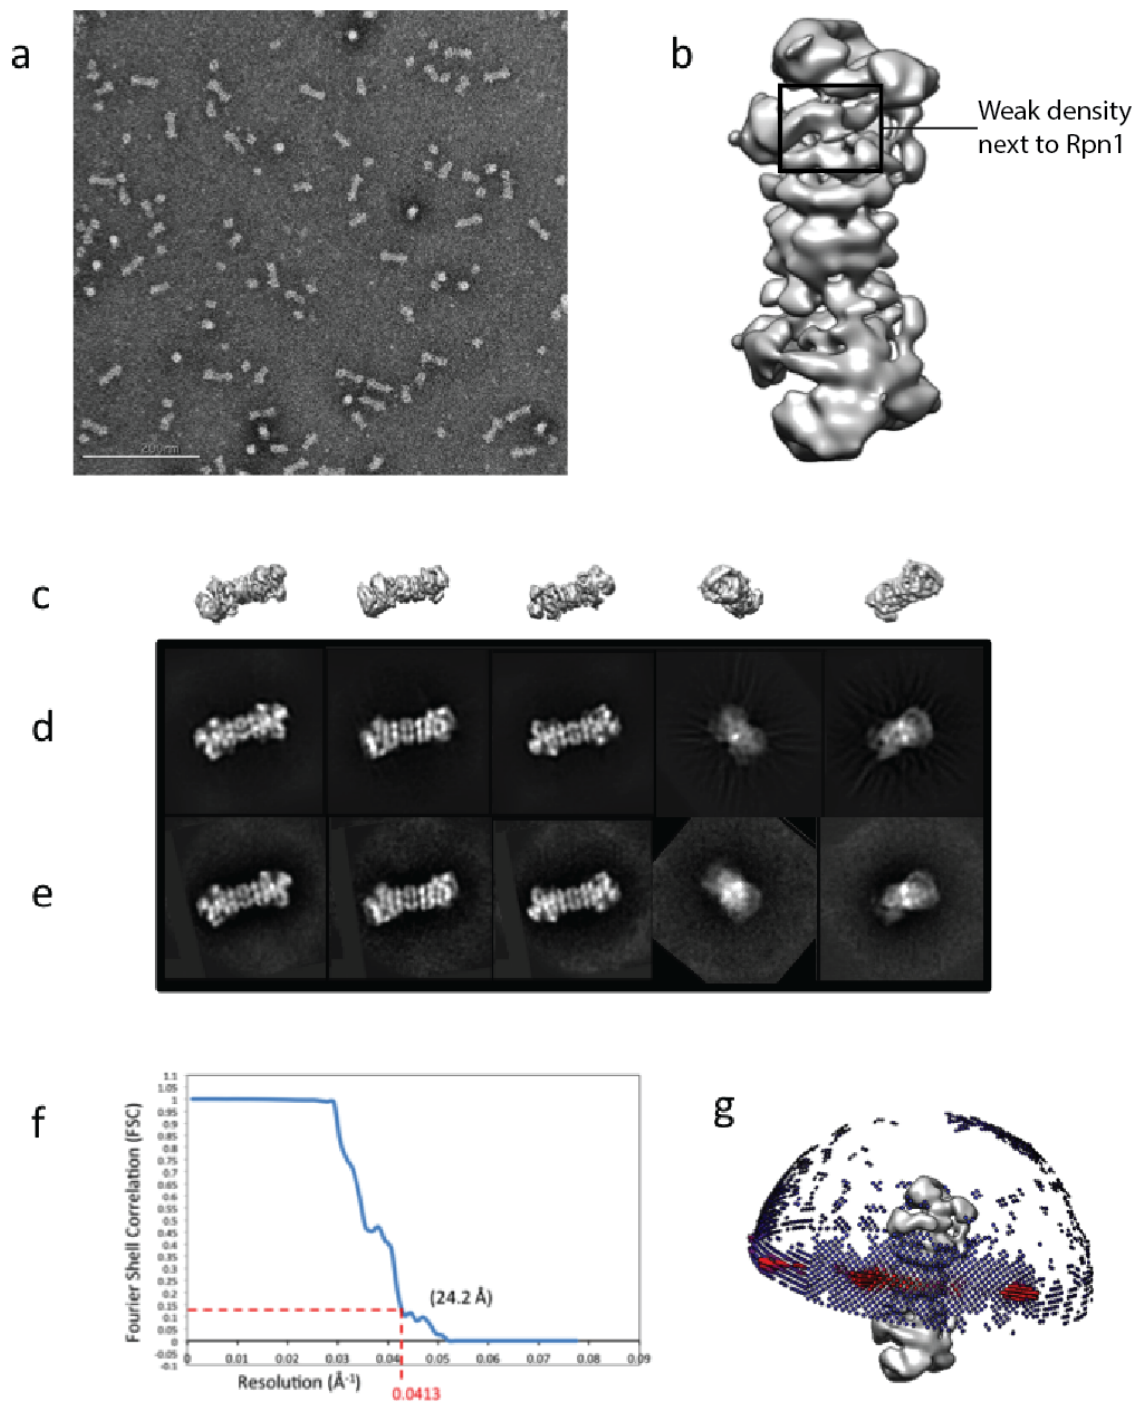 a
200nm
b
Weak density
next to Rpn1
c
d
e
f
Fourier Shell Correlation (FSC)
1.1
1.05
1
0.95
0.9
0.85
0.8
0.75
0.7
0.65
0.6
0.55
0.5
0.45
0.4
0.35
0.3
0.25
0.2
0.15
0.1
0.05
0
-0.05
-0.1
(24.2 Å)
0 0.01 0.02 0.03 0.04 0.05 0.06 0.07 0.08 0.09
Resolution (Å-1)
0.0413
g